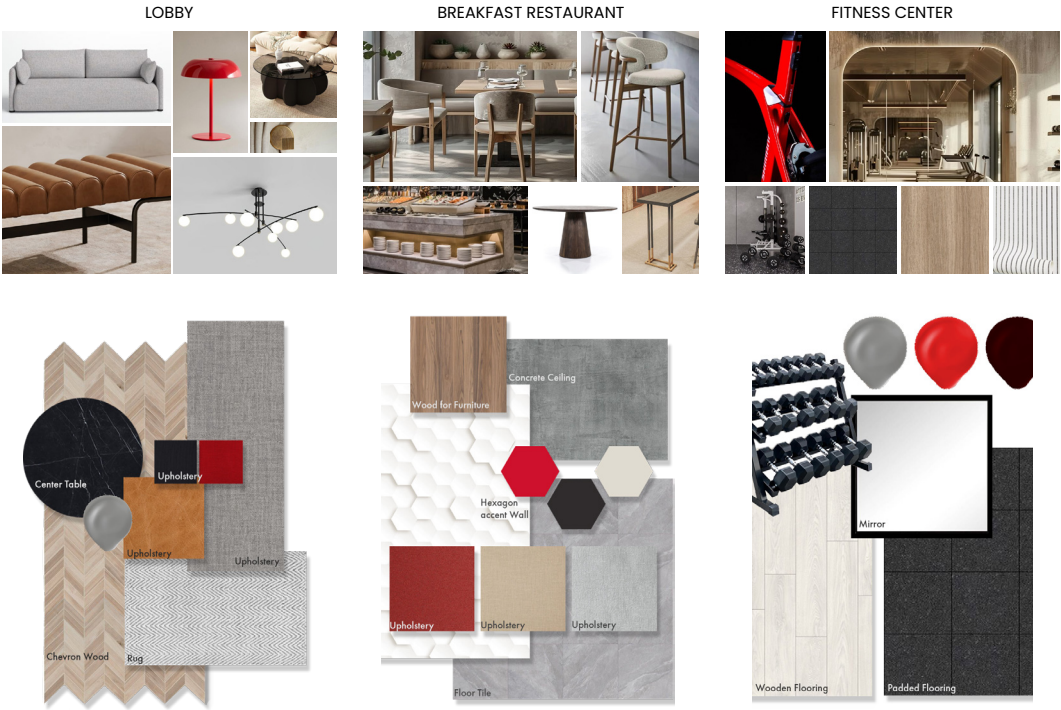 LOBBY
BREAKFAST RESTAURANT
FITNESS CENTER
Center Table
Upholstery
Upholstery
Upholstery
Chevron Wood
Rug
Wood for Furniture
Concrete Ceiling
Hexagon
accent Wall
Upholstery
Upholstery
Upholstery
Floor Tile
Mirror
Wooden Flooring
Padded Flooring